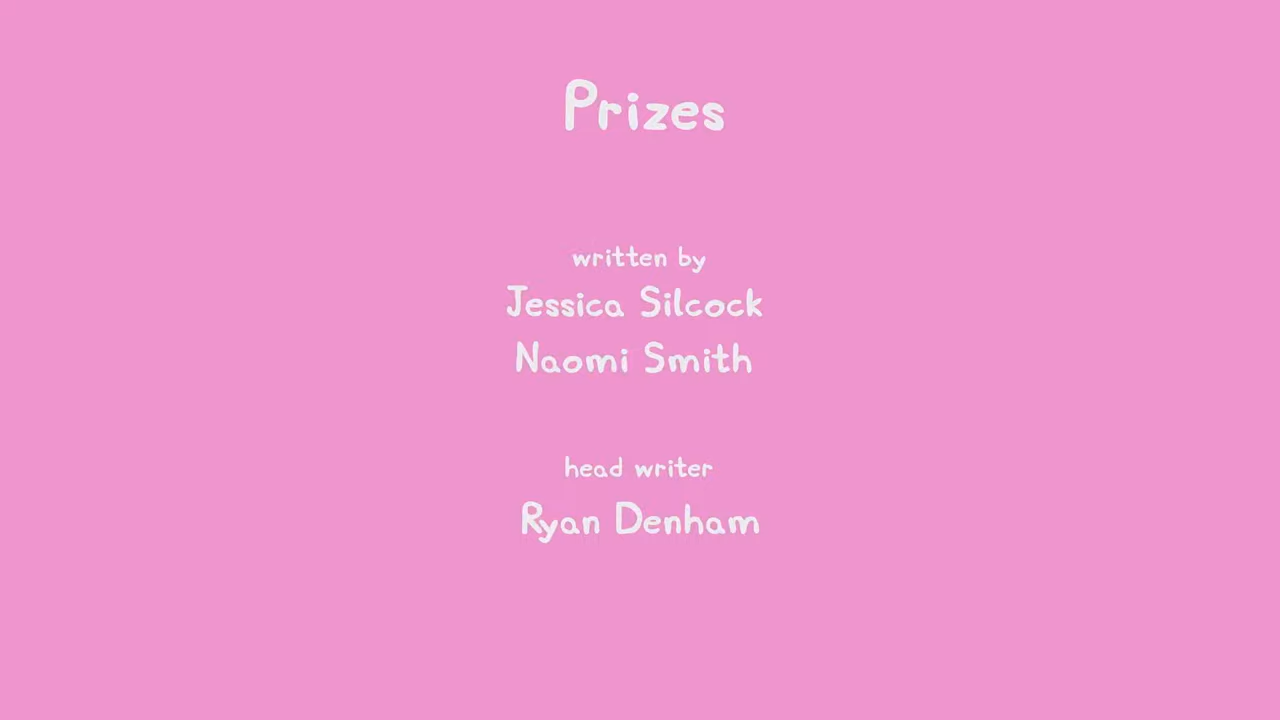 Prizes
written by
Jessica Silcock
Naomi Smith
head writer
Ryan Denham